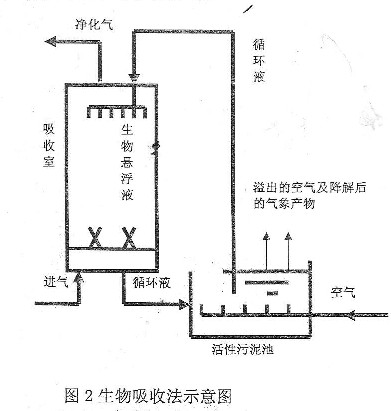 净化气
循环液
吸收室
生物悬浮液
溢出的空气及降解后
的气象产物
进气
循环液
空气
活性污泥池
图2生物吸收法示意图